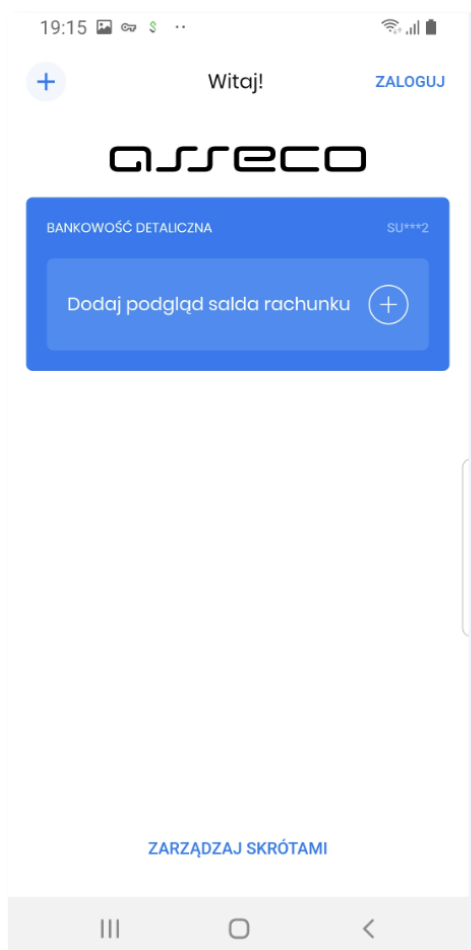 19:15
Witaj!
ZALOGUJ
asseco
BANKOWOŚĆ DETALICZNA
SU***2
Dodaj podgląd salda rachunku
ZARZĄDZAJ SKRÓTAMI